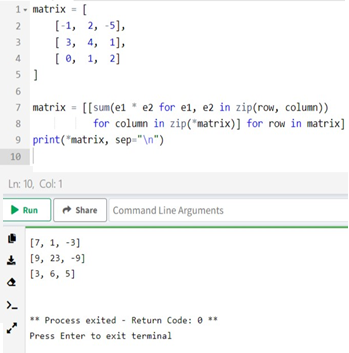 1 matrix = [
2     [-1,  2, -5],
3     [ 3,  4,  1],
4     [ 0,  1,  2]
5 ]
6
7 matrix = [[sum(e1 * e2 for e1, e2 in zip(row, column))
8           for column in zip(*matrix)] for row in matrix]
9 print(*matrix, sep="\n")
10
Ln: 10, Col: 1
Run Share Command Line Arguments
[7, 1, -3]
[9, 23, -9]
[3, 6, 5]
** Process exited - Return Code: 0 **
Press Enter to exit terminal